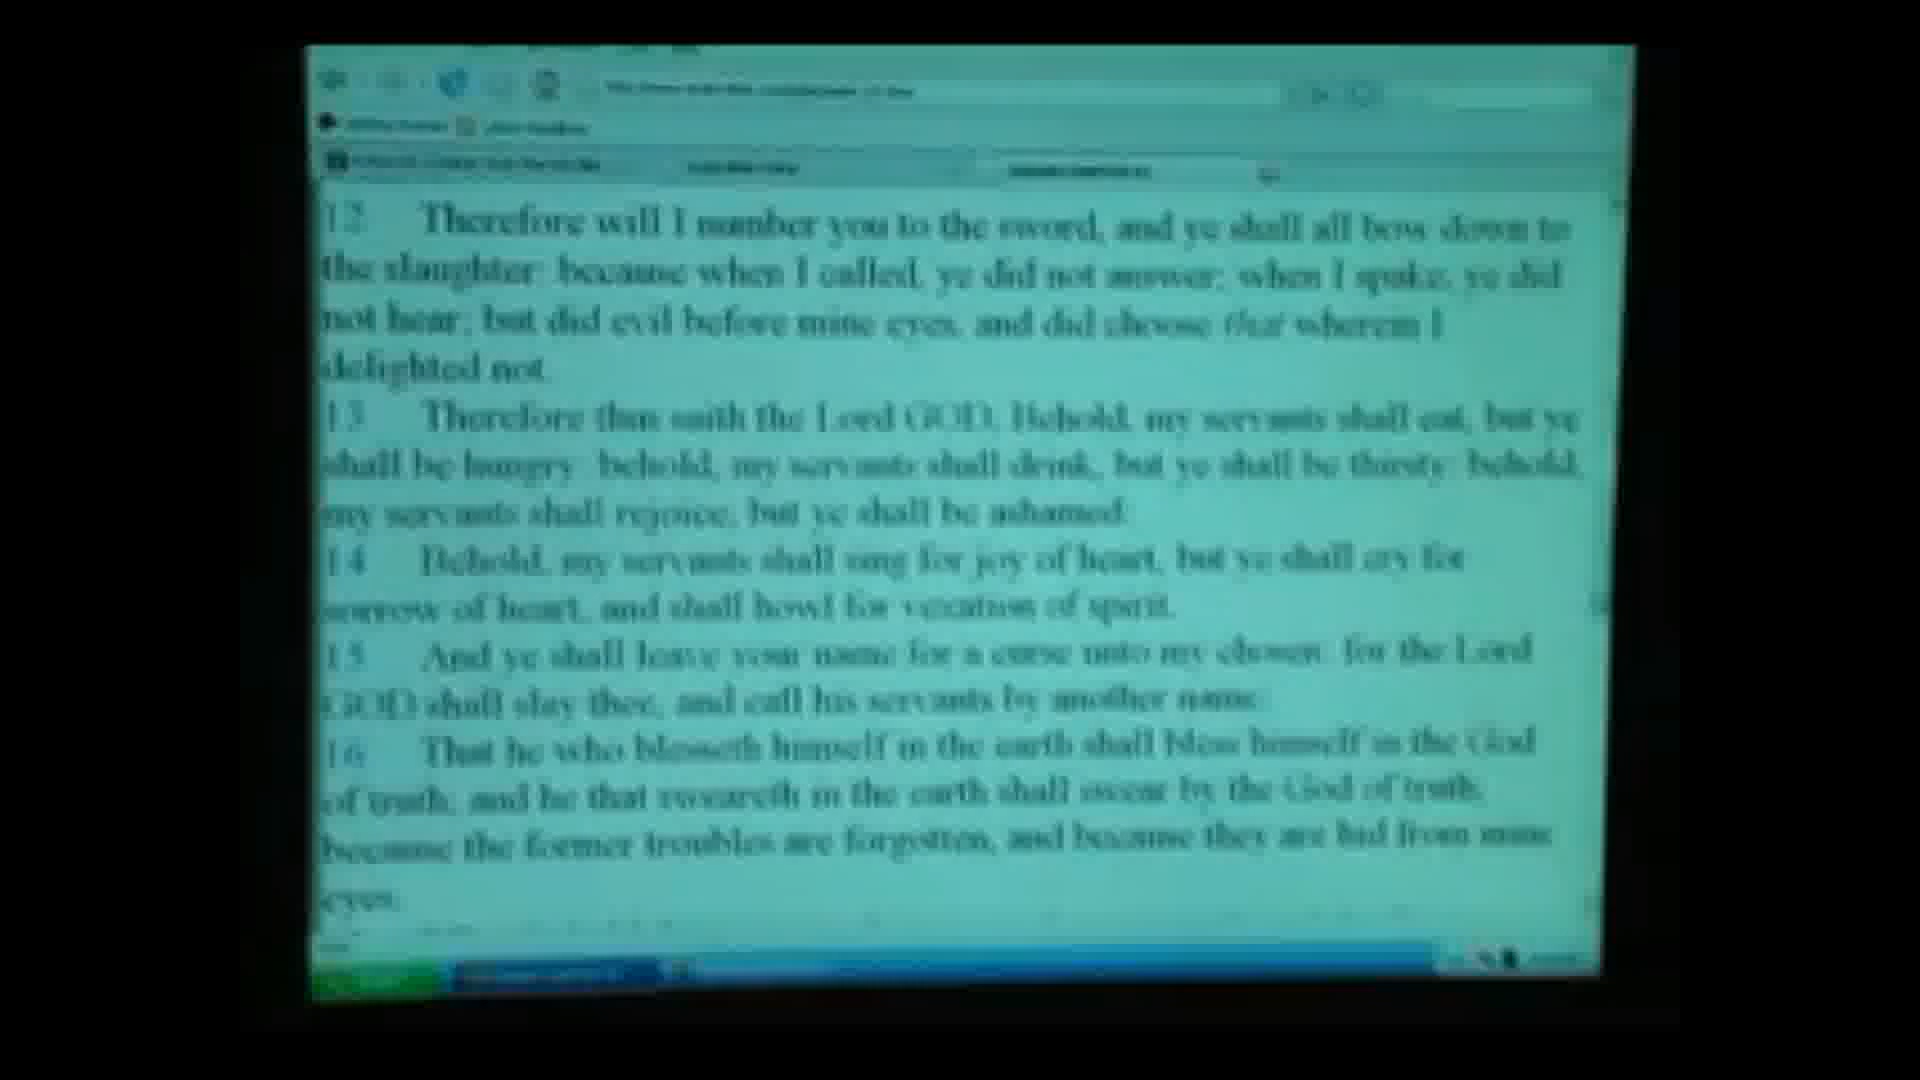 12 Therefore will I number you to the sword, and ye shall all bow down to
the slaughter: because when I called, ye did not answer; when I spake, ye did
not hear; but did evil before mine eyes, and did choose that wherein I
delighted not.
13 Therefore thus saith the Lord GOD, Behold, my servants shall eat, but ye
shall be hungry: behold, my servants shall drink, but ye shall be thirsty: behold,
my servants shall rejoice, but ye shall be ashamed:
14 Behold, my servants shall sing for joy of heart, but ye shall cry for
sorrow of heart, and shall howl for vexation of spirit.
15 And ye shall leave your name for a curse unto my chosen: for the Lord
GOD shall slay thee, and call his servants by another name:
16 That he who blesseth himself in the earth shall bless himself in the God
of truth; and he that sweareth in the earth shall swear by the God of truth;
because the former troubles are forgotten, and because they are hid from mine
eyes.